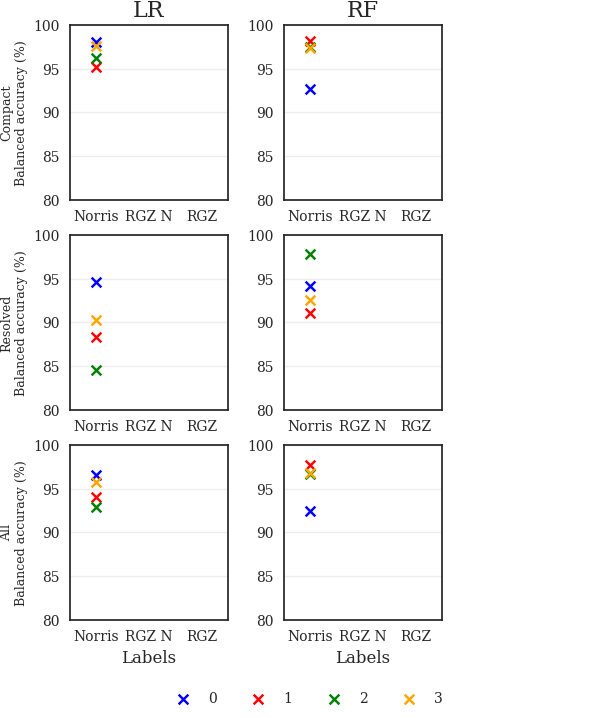 LR RF
Compact
Balanced accuracy (%)
100 100
95 95
90 90
85 85
80 80
Norris RGZ N RGZ Norris RGZ N RGZ
Resolved
Balanced accuracy (%)
100 100
95 95
90 90
85 85
80 80
Norris RGZ N RGZ Norris RGZ N RGZ
All
Balanced accuracy (%)
100 100
95 95
90 90
85 85
80 80
Norris RGZ N RGZ Norris RGZ N RGZ
Labels Labels
0 1 2 3